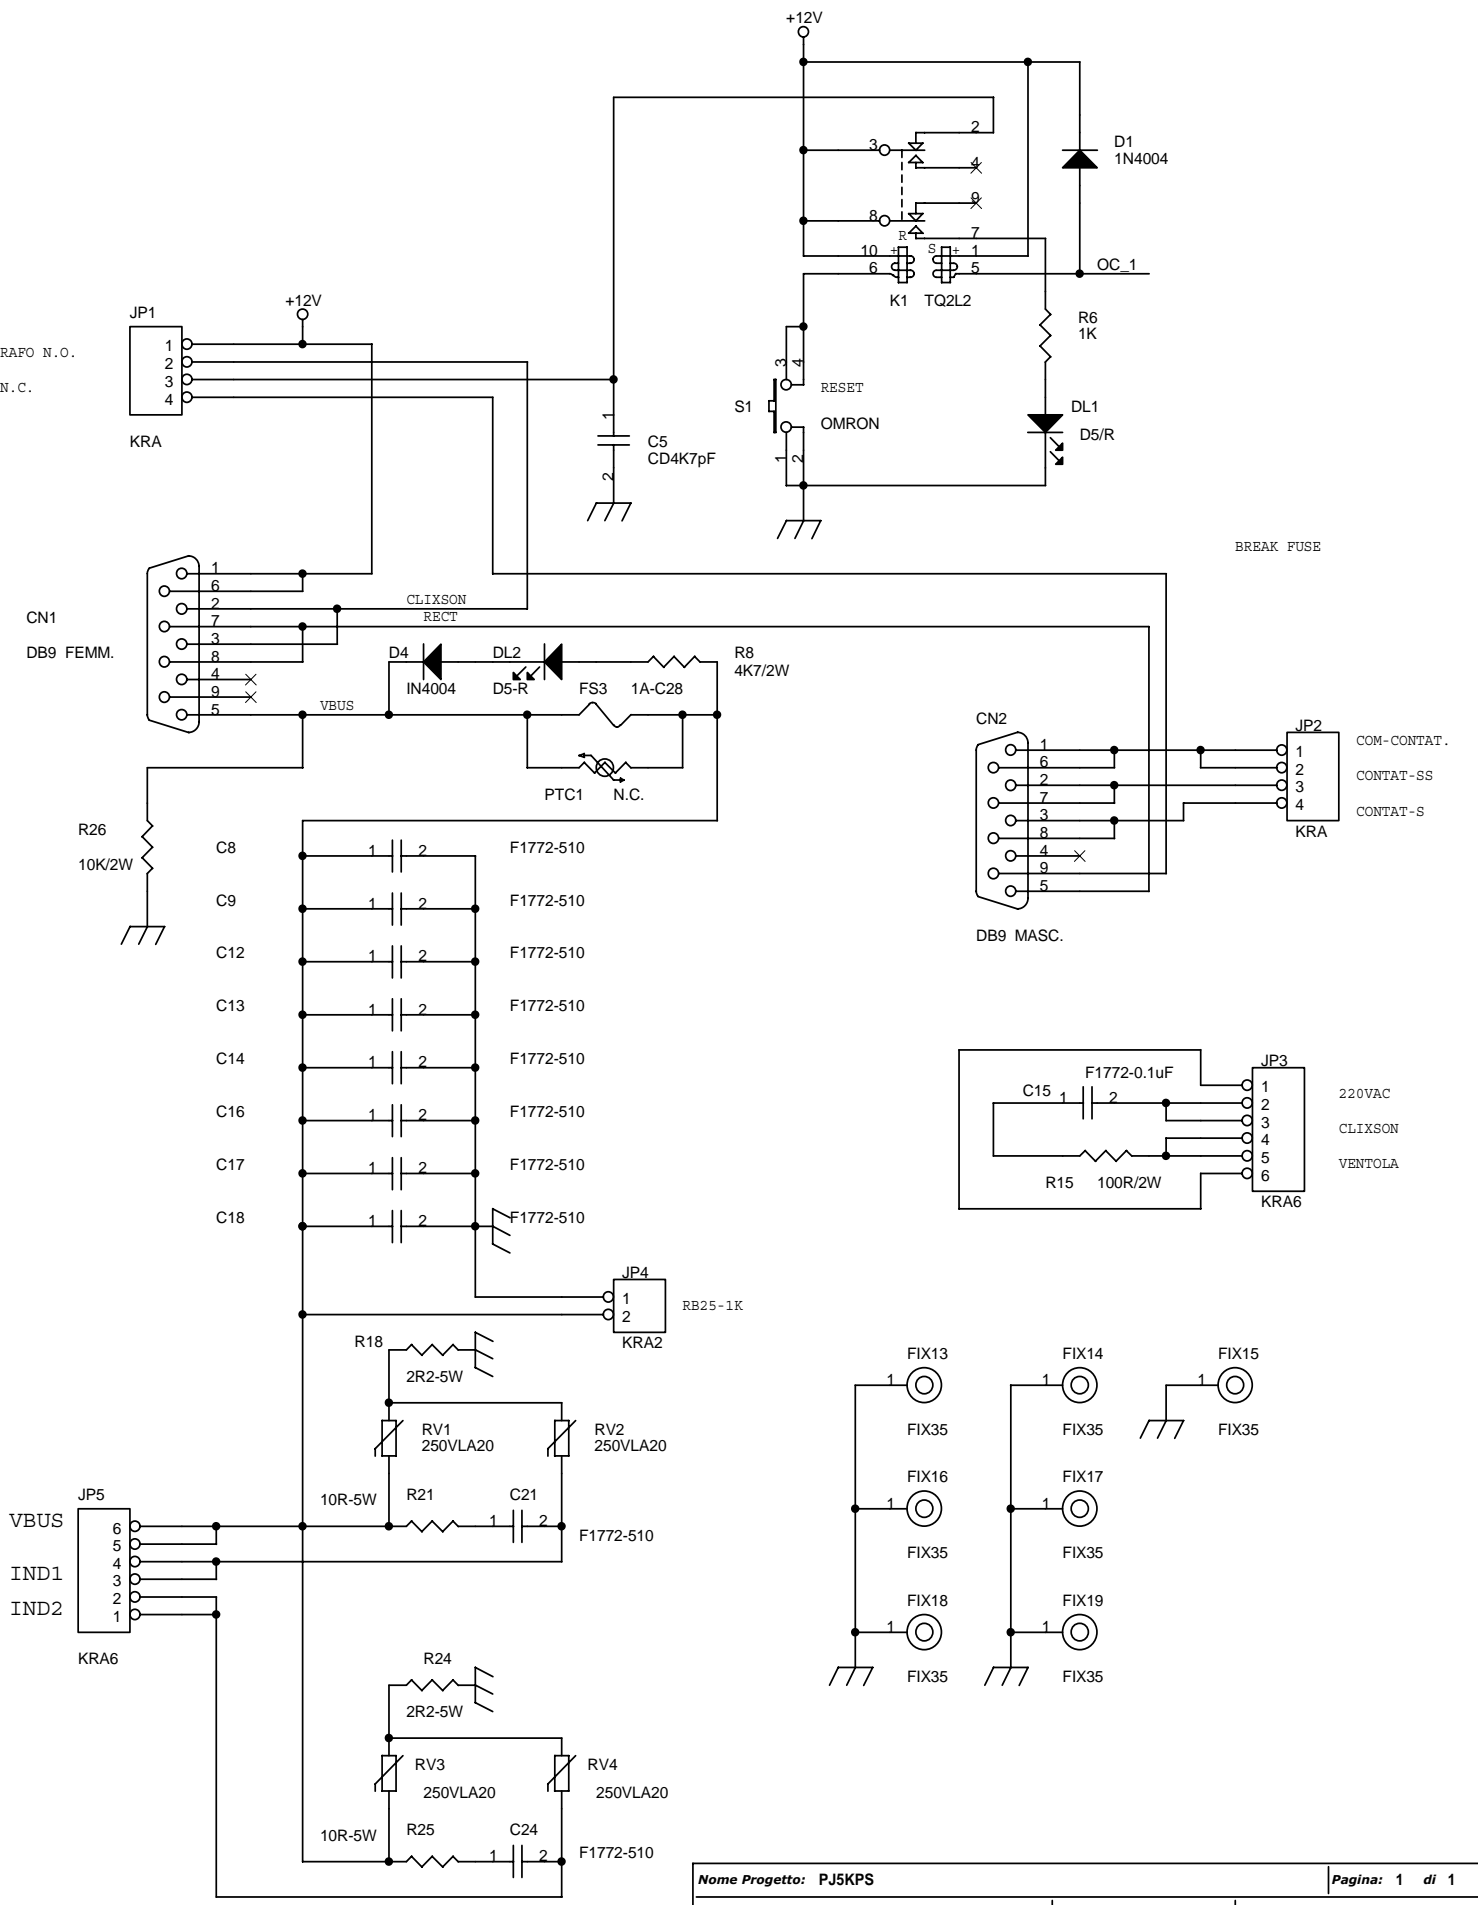 +12V
2
3
4
D1
1N4004
9
8
R
7
10
+
S
+
1
6
5
OC_1
K1
TQ2L2
+12V
JP1
RAFO N.O.
N.C.
1
2
3
4
KRA
R6
1K
3
4
RESET
S1
OMRON
1
2
DL1
D5/R
1
C5
CD4K7pF
2
BREAK FUSE
CN1
DB9 FEMM.
1
6
2
7
3
8
4
9
5
CLIXSON
RECT
D4
IN4004
DL2
D5-R
FS3
1A-C28
R8
4K7/2W
VBUS
PTC1
N.C.
CN2
1
6
2
7
3
8
4
9
5
DB9 MASC.
JP2
1
2
3
4
KRA
COM-CONTAT.
CONTAT-SS
CONTAT-S
R26
10K/2W
C8
1
2
F1772-510
C9
1
2
F1772-510
C12
1
2
F1772-510
C13
1
2
F1772-510
C14
1
2
F1772-510
C16
1
2
F1772-510
C17
1
2
F1772-510
C18
1
2
F1772-510
JP3
F1772-0.1uF
C15
1
2
1
2
3
4
5
6
R15
100R/2W
KRA6
220VAC
CLIXSON
VENTOLA
JP4
1
2
KRA2
RB25-1K
R18
2R2-5W
RV1
250VLA20
RV2
250VLA20
10R-5W
R21
C21
1
2
F1772-510
JP5
VBUS
IND1
IND2
6
5
4
3
2
1
KRA6
R24
2R2-5W
RV3
250VLA20
RV4
250VLA20
10R-5W
R25
C24
1
2
F1772-510
FIX13
1
FIX35
FIX14
1
FIX35
FIX15
1
FIX35
FIX16
1
FIX35
FIX17
1
FIX35
FIX18
1
FIX35
FIX19
1
FIX35
Nome Progetto: PJ5KPS
Pagina: 1 di 1